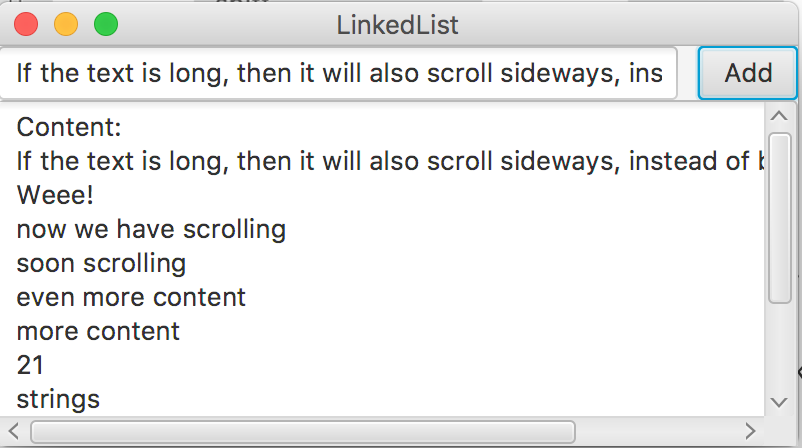 LinkedList
If the text is long, then it will also scroll sideways, ins
Add
Content:
If the text is long, then it will also scroll sideways, instead of b
Weee!
now we have scrolling
soon scrolling
even more content
more content
21
strings